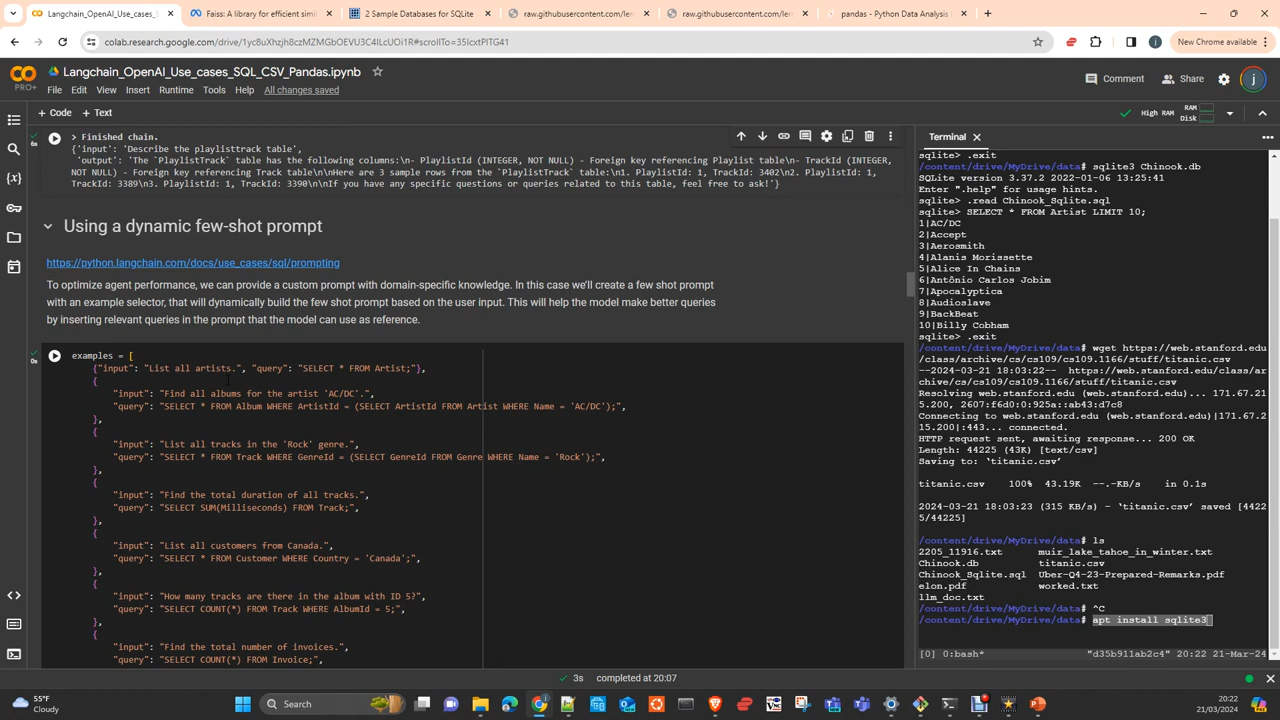 Langchain_OpenAI_Use_cases_S
Faiss: A library for efficient simil
2 Sample Databases for SQLite
raw.githubusercontent.com/len
raw.githubusercontent.com/len
pandas - Python Data Analysis
colab.research.google.com/drive/1yc8uXhzjh8czMZMGbOEVU3C4lLcUOi1R#scrollTo=35lcxtPlTG41
New Chrome available
PRO+
Langchain_OpenAI_Use_cases_SQL_CSV_Pandas.ipynb
File Edit View Insert Runtime Tools Help All changes saved
Comment Share j
+ Code + Text
High RAM RAM Disk
6s
> Finished chain.
{'input': 'Describe the playlisttrack table',
'output': 'The `PlaylistTrack` table has the following columns:\n- PlaylistId (INTEGER, NOT NULL) - Foreign key referencing Playlist table\n- TrackId (INTEGER,
NOT NULL) - Foreign key referencing Track table\n\nHere are 3 sample rows from the `PlaylistTrack` table:\n1. PlaylistId: 1, TrackId: 3402\n2. PlaylistId: 1,
TrackId: 3389\n3. PlaylistId: 1, TrackId: 3390\n\nIf you have any specific questions or queries related to this table, feel free to ask!'}
Using a dynamic few-shot prompt
https://python.langchain.com/docs/use_cases/sql/prompting
To optimize agent performance, we can provide a custom prompt with domain-specific knowledge. In this case we'll create a few shot prompt
with an example selector, that will dynamically build the few shot prompt based on the user input. This will help the model make better queries
by inserting relevant queries in the prompt that the model can use as reference.
0s
examples = [
{"input": "List all artists.", "query": "SELECT * FROM Artist;"},
{
"input": "Find all albums for the artist 'AC/DC'.",
"query": "SELECT * FROM Album WHERE ArtistId = (SELECT ArtistId FROM Artist WHERE Name = 'AC/DC');",
},
{
"input": "List all tracks in the 'Rock' genre.",
"query": "SELECT * FROM Track WHERE GenreId = (SELECT GenreId FROM Genre WHERE Name = 'Rock');",
},
{
"input": "Find the total duration of all tracks.",
"query": "SELECT SUM(Milliseconds) FROM Track;",
},
{
"input": "List all customers from Canada.",
"query": "SELECT * FROM Customer WHERE Country = 'Canada';",
},
{
"input": "How many tracks are there in the album with ID 5?",
"query": "SELECT COUNT(*) FROM Track WHERE AlbumId = 5;",
},
{
"input": "Find the total number of invoices.",
"query": "SELECT COUNT(*) FROM Invoice;",
Terminal
sqlite> .exit
/content/drive/MyDrive/data# sqlite3 Chinook.db
SQLite version 3.37.2 2022-01-06 13:25:41
Enter ".help" for usage hints.
sqlite> .read Chinook_Sqlite.sql
sqlite> SELECT * FROM Artist LIMIT 10;
1|AC/DC
2|Accept
3|Aerosmith
4|Alanis Morissette
5|Alice In Chains
6|Antônio Carlos Jobim
7|Apocalyptica
8|Audioslave
9|BackBeat
10|Billy Cobham
sqlite> .exit
/content/drive/MyDrive/data# wget https://web.stanford.edu
/class/archive/cs/cs109/cs109.1166/stuff/titanic.csv
--2024-03-21 18:03:22-- https://web.stanford.edu/class/ar
chive/cs/cs109/cs109.1166/stuff/titanic.csv
Resolving web.stanford.edu (web.stanford.edu)... 171.67.21
5.200, 2607:f6d0:0:925a::ab43:d7c8
Connecting to web.stanford.edu (web.stanford.edu)|171.67.2
15.200|:443... connected.
HTTP request sent, awaiting response... 200 OK
Length: 44225 (43K) [text/csv]
Saving to: ‘titanic.csv’
titanic.csv 100% 43.19K --.-KB/s in 0.1s
2024-03-21 18:03:23 (315 KB/s) - ‘titanic.csv’ saved [4422
5/44225]
/content/drive/MyDrive/data# ls
2205_11916.txt muir_lake_tahoe_in_winter.txt
Chinook.db titanic.csv
Chinook_Sqlite.sql Uber-Q4-23-Prepared-Remarks.pdf
elon.pdf worked.txt
llm_doc.txt
/content/drive/MyDrive/data# ^C
/content/drive/MyDrive/data# apt install sqlite3
[0] 0:bash* "d35b911ab2c4" 20:22 21-Mar-24
3s completed at 20:07
55°F
Cloudy
Search
20:22
21/03/2024